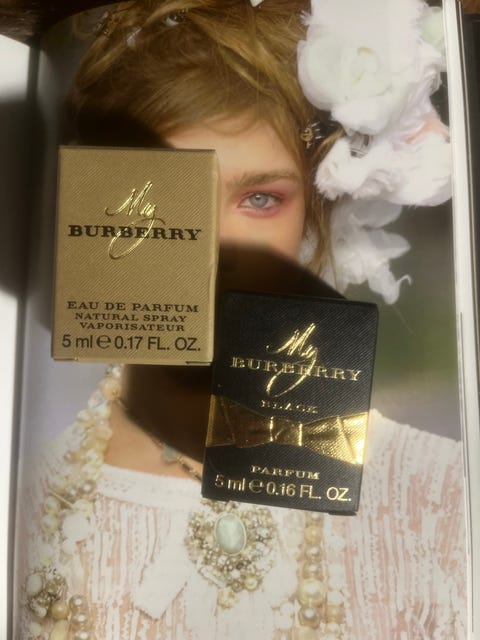 My
BURBERRY
EAU DE PARFUM
NATURAL SPRAY
VAPORISATEUR
5 ml e 0.17 FL. OZ.
My
BURBERRY
BLACK
PARFUM
5 ml e 0.16 FL. OZ.